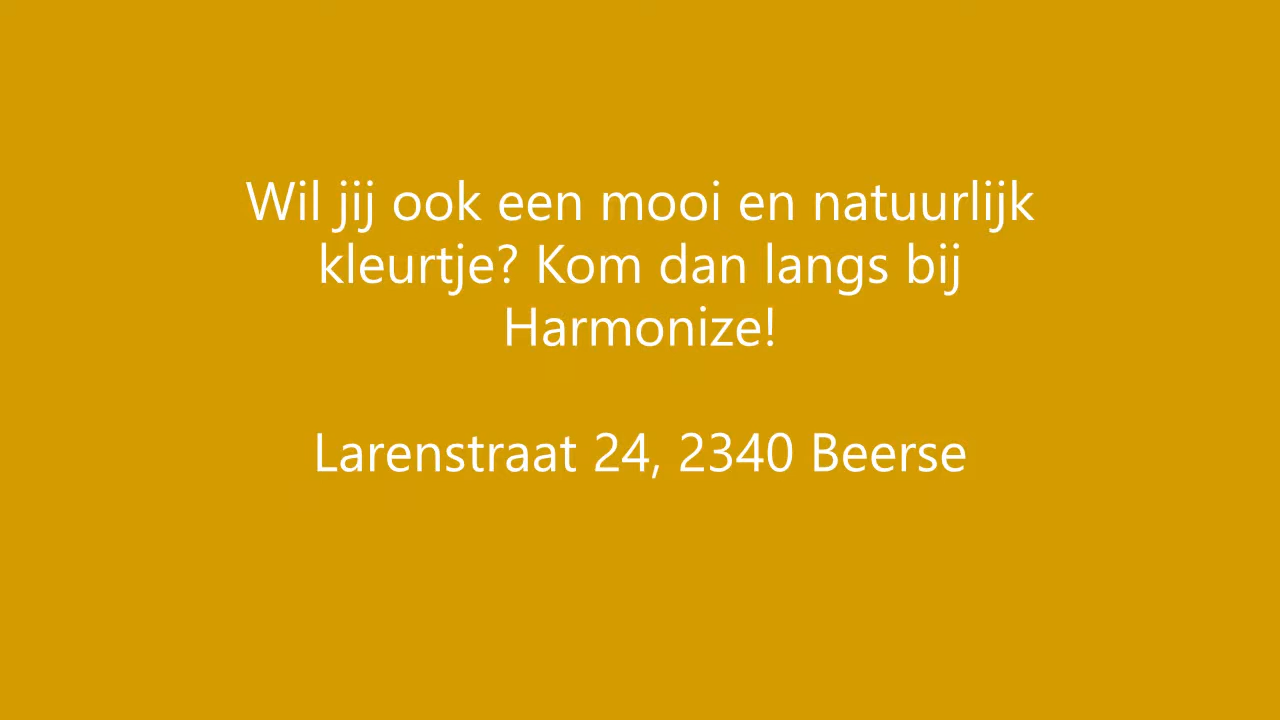 Wil jij ook een mooi en natuurlijk
kleurtje? Kom dan langs bij
Harmonize!
Larenstraat 24, 2340 Beerse